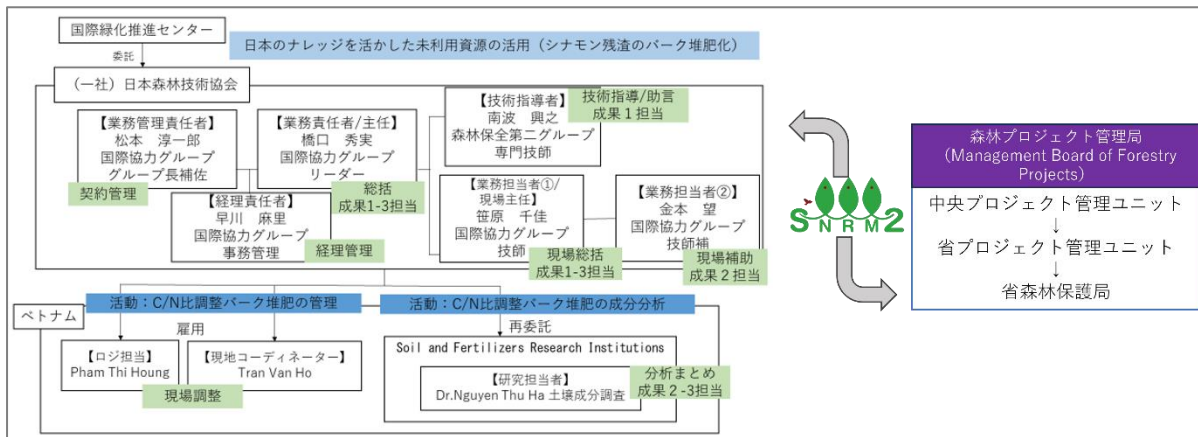 国際緑化推進センター
日本のナレッジを活かした未利用資源の活用（シナモン残渣のバーク堆肥化）
委託
（一社）日本森林技術協会
【業務管理責任者】
松本　淳一郎
国際協力グループ
グループ長補佐
契約管理
【業務責任者/主任】
橋口　秀実
国際協力グループ
リーダー
総括
成果1-3担当
【技術指導者】
南波　興之
森林保全第二グループ
専門技師
技術指導/助言
成果１担当
【経理責任者】
早川　麻里
国際協力グループ
事務管理
経理管理
【業務担当者①/
現場主任】
笹原　千佳
国際協力グループ
技師
現場総括
成果1-3担当
【業務担当者②】
金本　望
国際協力グループ
技師補
現場補助
成果２担当
活動：C/N比調整バーク堆肥の管理
活動：C/N比調整バーク堆肥の成分分析
ベトナム
雇用
再委託
【ロジ担当】
Pham Thi Houng
【現地コーディネーター】
Tran Van Ho
現場調整
Soil and Fertilizers Research Institutions
【研究担当者】
Dr.Nguyen Thu Ha 土壌成分調査
分析まとめ
成果２-3担当
SNRM2
森林プロジェクト管理局
（Management Board of Forestry
Projects）
中央プロジェクト管理ユニット
↓
省プロジェクト管理ユニット
↓
省森林保護局